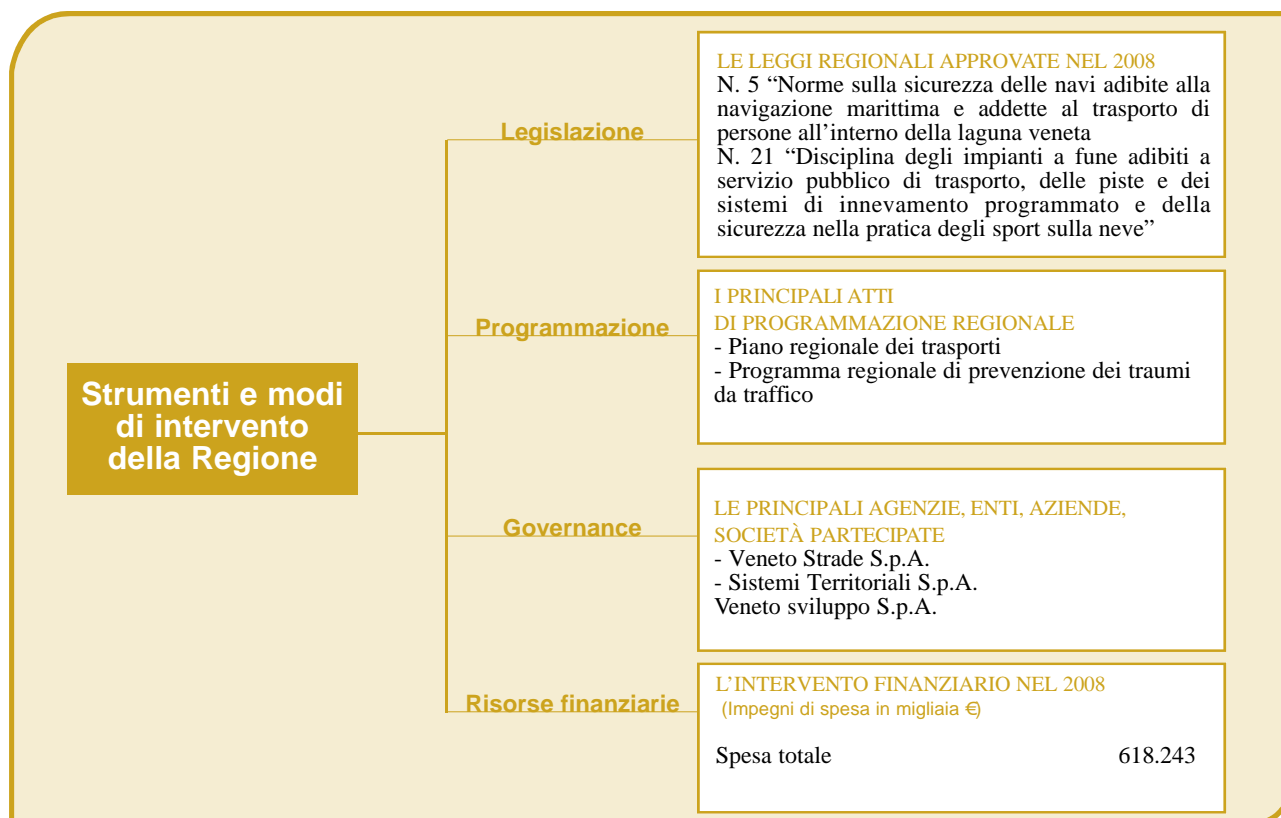 Strumenti e modi
di intervento
della Regione
Legislazione
LE LEGGI REGIONALI APPROVATE NEL 2008
N. 5 “Norme sulla sicurezza delle navi adibite alla
navigazione marittima e addette al trasporto di
persone all’interno della laguna veneta
N. 21 “Disciplina degli impianti a fune adibiti a
servizio pubblico di trasporto, delle piste e dei
sistemi di innevamento programmato e della
sicurezza nella pratica degli sport sulla neve”
Programmazione
I PRINCIPALI ATTI
DI PROGRAMMAZIONE REGIONALE
- Piano regionale dei trasporti
- Programma regionale di prevenzione dei traumi
da traffico
Governance
LE PRINCIPALI AGENZIE, ENTI, AZIENDE,
SOCIETÀ PARTECIPATE
- Veneto Strade S.p.A.
- Sistemi Territoriali S.p.A.
Veneto sviluppo S.p.A.
Risorse finanziarie
L’INTERVENTO FINANZIARIO NEL 2008
(Impegni di spesa in migliaia €)
Spesa totale 618.243